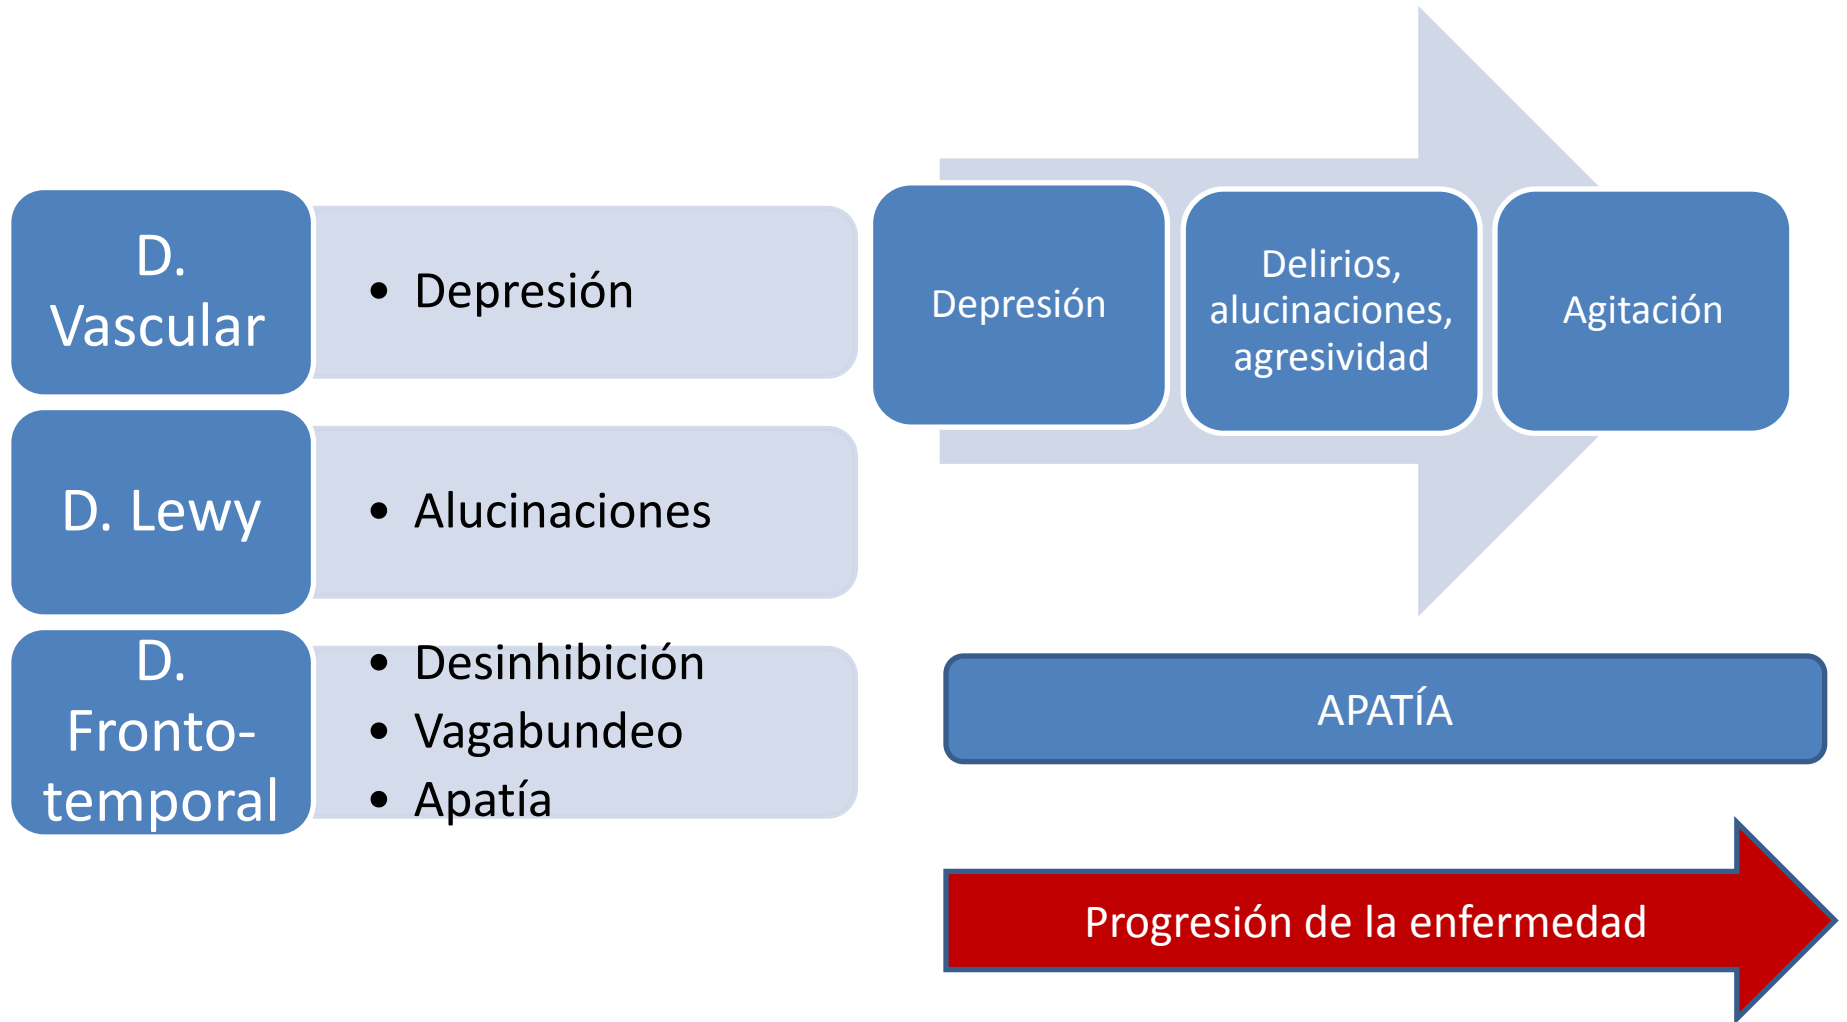 D.
Vascular
• Depresión
D. Lewy
• Alucinaciones
D.
Fronto-
temporal
• Desinhibición
• Vagabundeo
• Apatía
Depresión
Delirios,
alucinaciones,
agresividad
Agitación
APATÍA
Progresión de la enfermedad